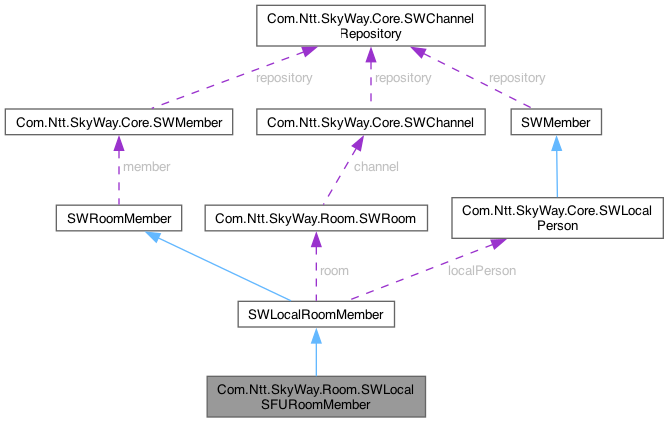 Com.Ntt.SkyWay.Core.SWChannel
Repository
repository
repository
repository
Com.Ntt.SkyWay.Core.SWMember
Com.Ntt.SkyWay.Core.SWChannel
SWMember
member
channel
SWRoomMember
Com.Ntt.SkyWay.Room.SWRoom
Com.Ntt.SkyWay.Core.SWLocal
Person
room
localPerson
SWLocalRoomMember
Com.Ntt.SkyWay.Room.SWLocal
SFURoomMember